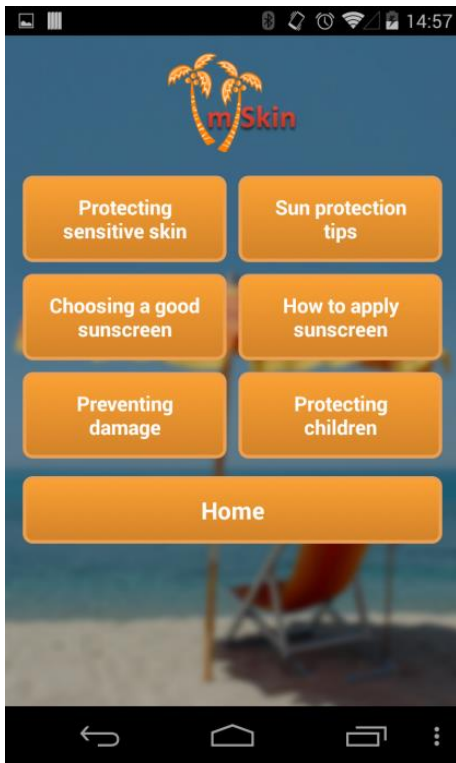 14:57
mISkin
Protecting
sensitive skin
Sun protection
tips
Choosing a good
sunscreen
How to apply
sunscreen
Preventing
damage
Protecting
children
Home